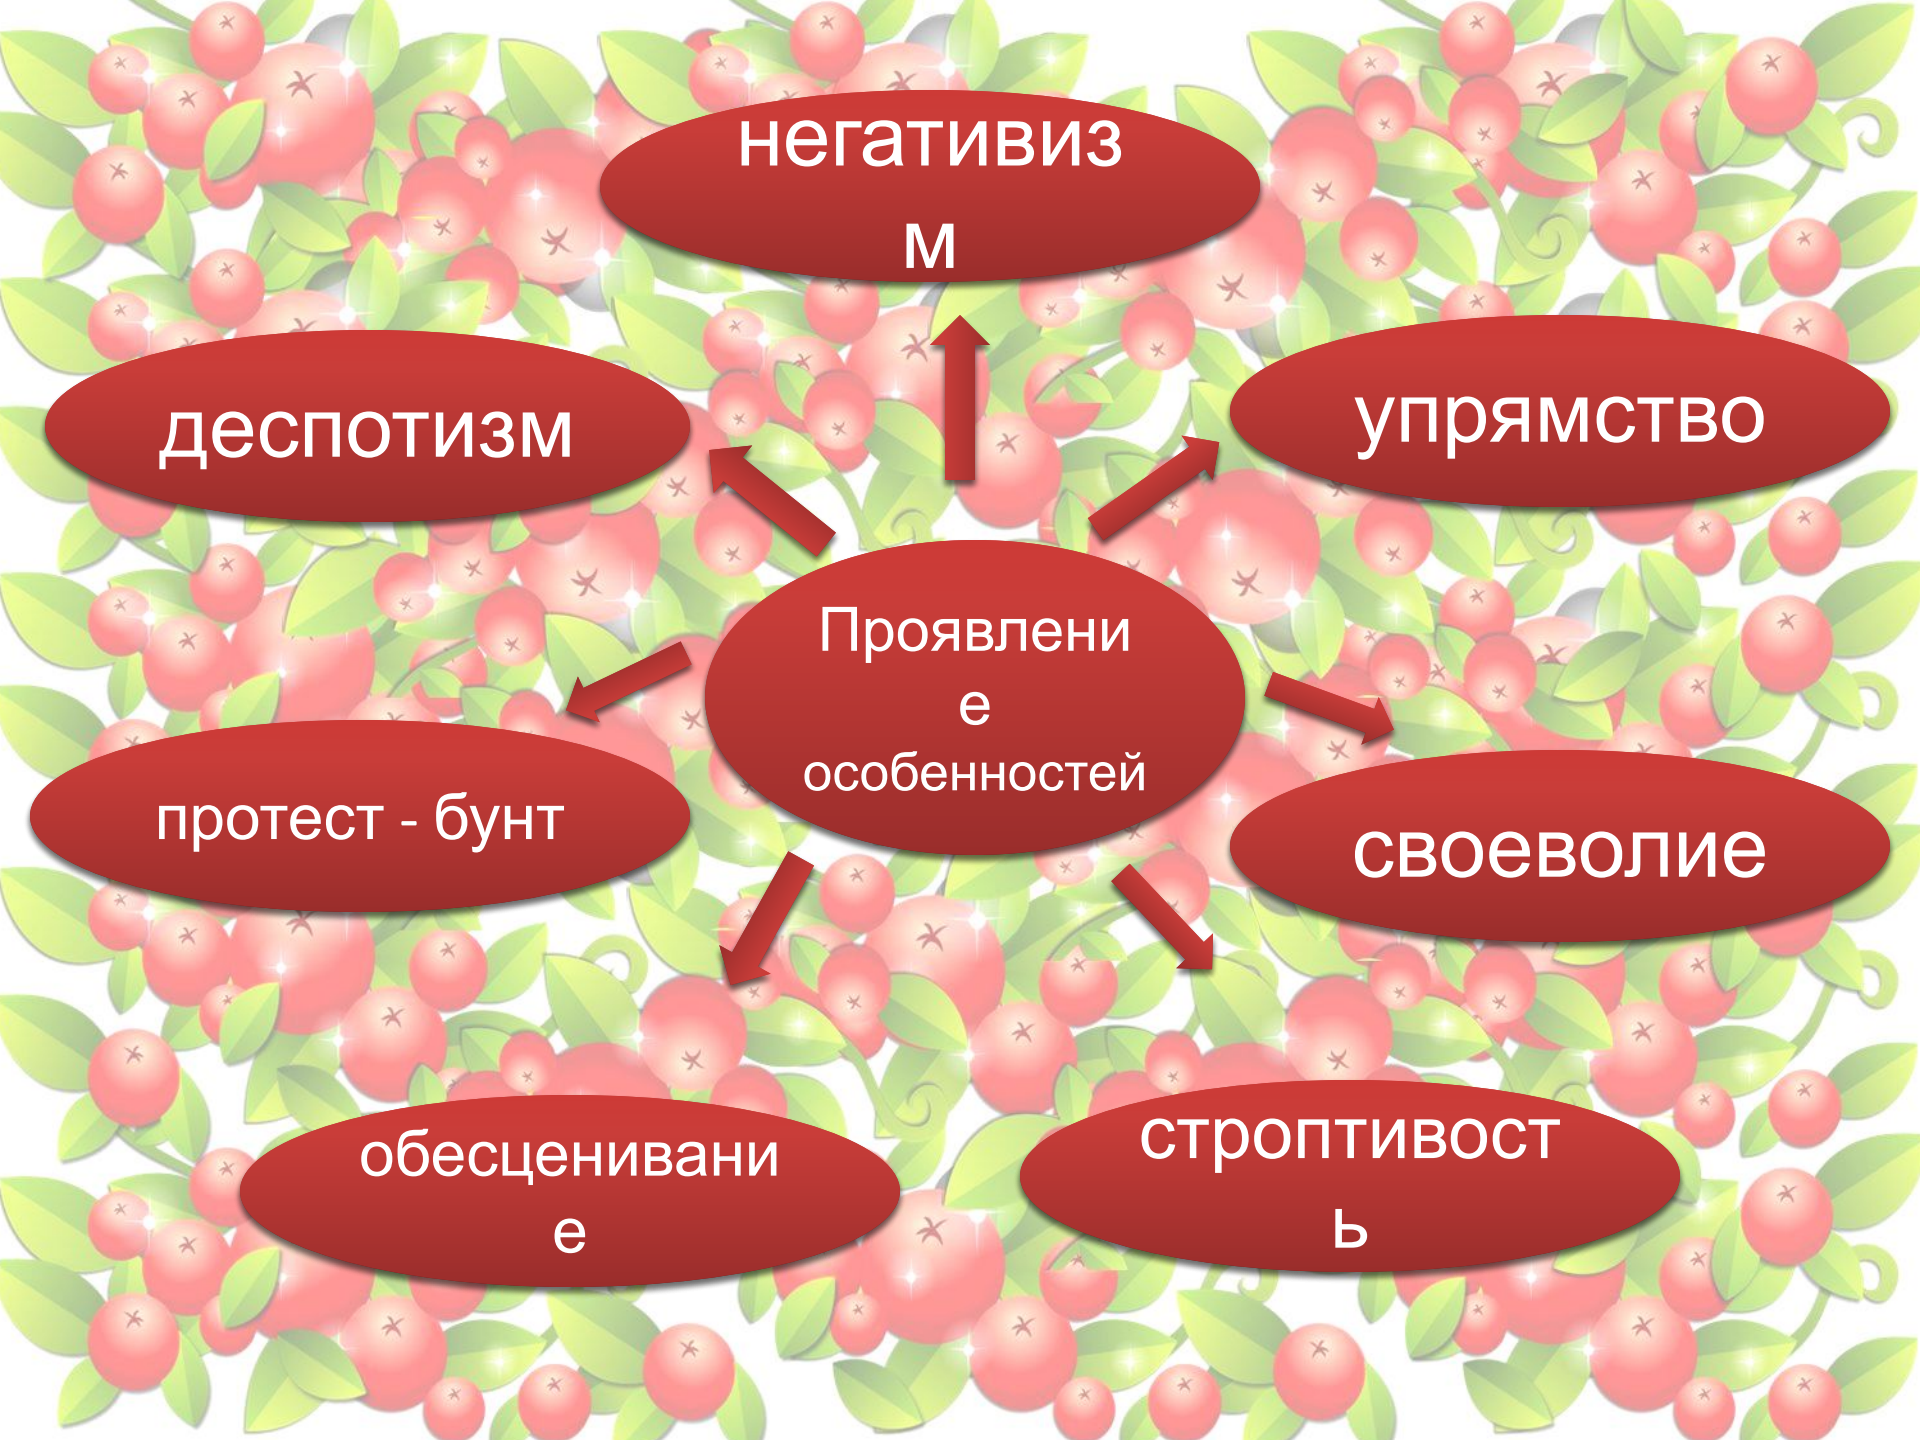 негативиз
м
деспотизм
упрямство
Проявлени
е
особенностей
протест - бунт
своеволие
обесценивани
е
строптивост
ь